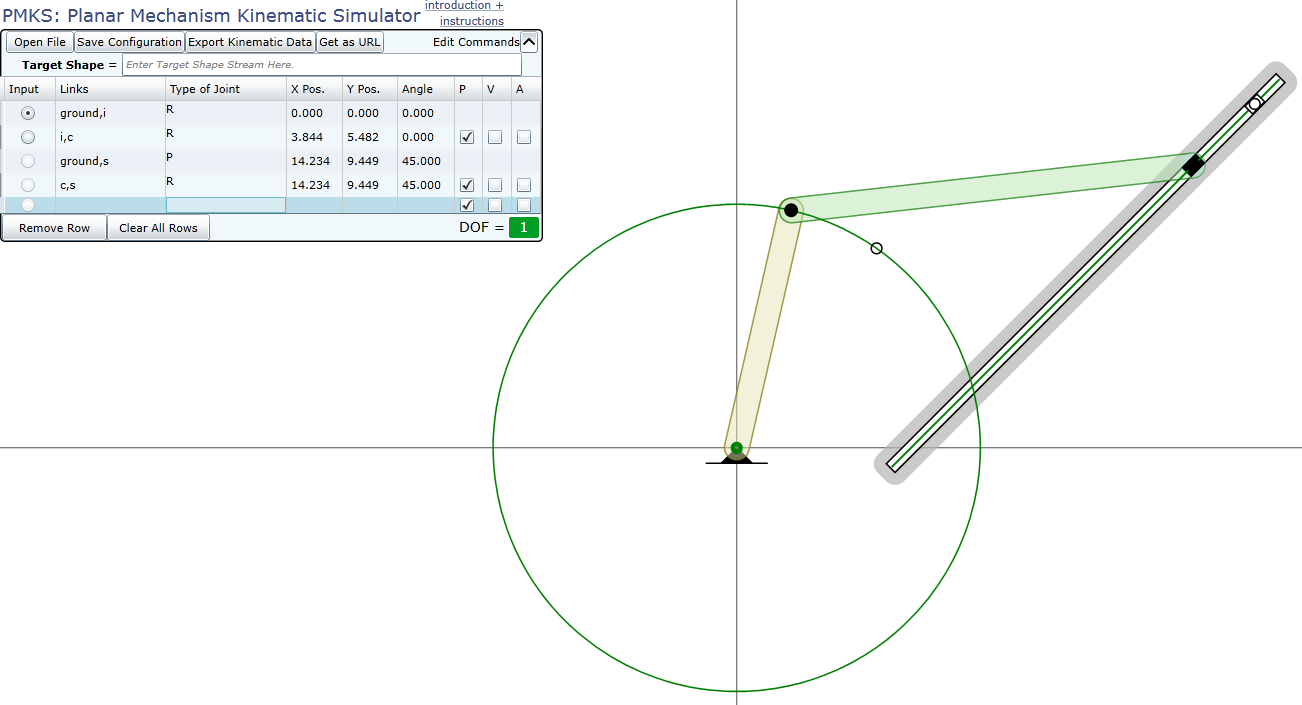 PMKS: Planar Mechanism Kinematic Simulator
introduction +
instructions
Open File Save Configuration Export Kinematic Data Get as URL Edit Commands
Target Shape = Enter Target Shape Stream Here.
Input Links Type of Joint X Pos. Y Pos. Angle P V A
ground,i R 0.000 0.000 0.000
i,c R 3.844 5.482 0.000
ground,s P 14.234 9.449 45.000
c,s R 14.234 9.449 45.000
Remove Row Clear All Rows DOF = 1